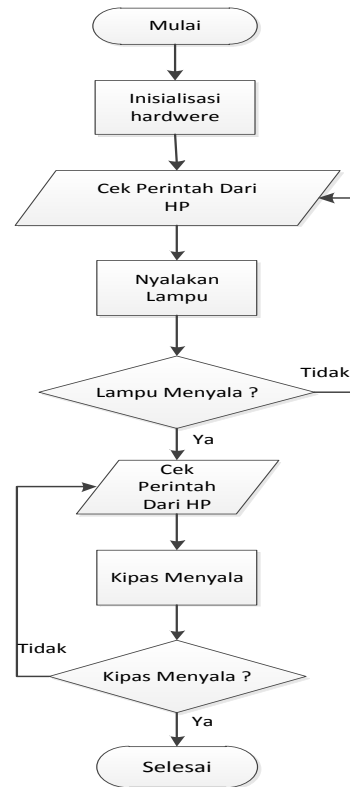 Mulai
Inisialisasi
hardwere
Cek Perintah Dari
HP
Nyalakan
Lampu
Tidak
Lampu Menyala ?
Ya
Cek
Perintah
Dari HP
Kipas Menyala
Tidak
Kipas Menyala ?
Ya
Selesai